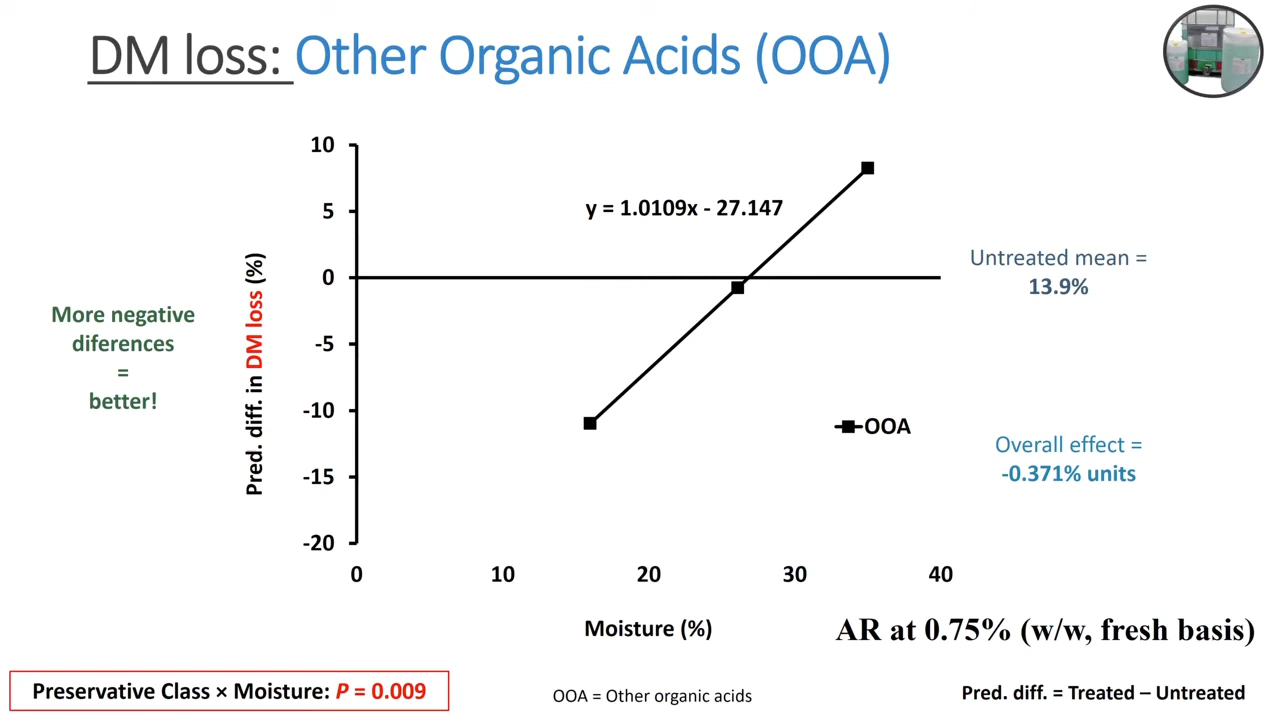 DM loss: Other Organic Acids (OOA)
10
5
0
-5
-10
-15
-20
0
10
20
30
40
y = 1.0109x - 27.147
OOA
Pred. diff. in DM loss (%)
Moisture (%)
More negative
diferences
=
better!
Untreated mean =
13.9%
Overall effect =
-0.371% units
AR at 0.75% (w/w, fresh basis)
Preservative Class × Moisture: P = 0.009
OOA = Other organic acids
Pred. diff. = Treated – Untreated